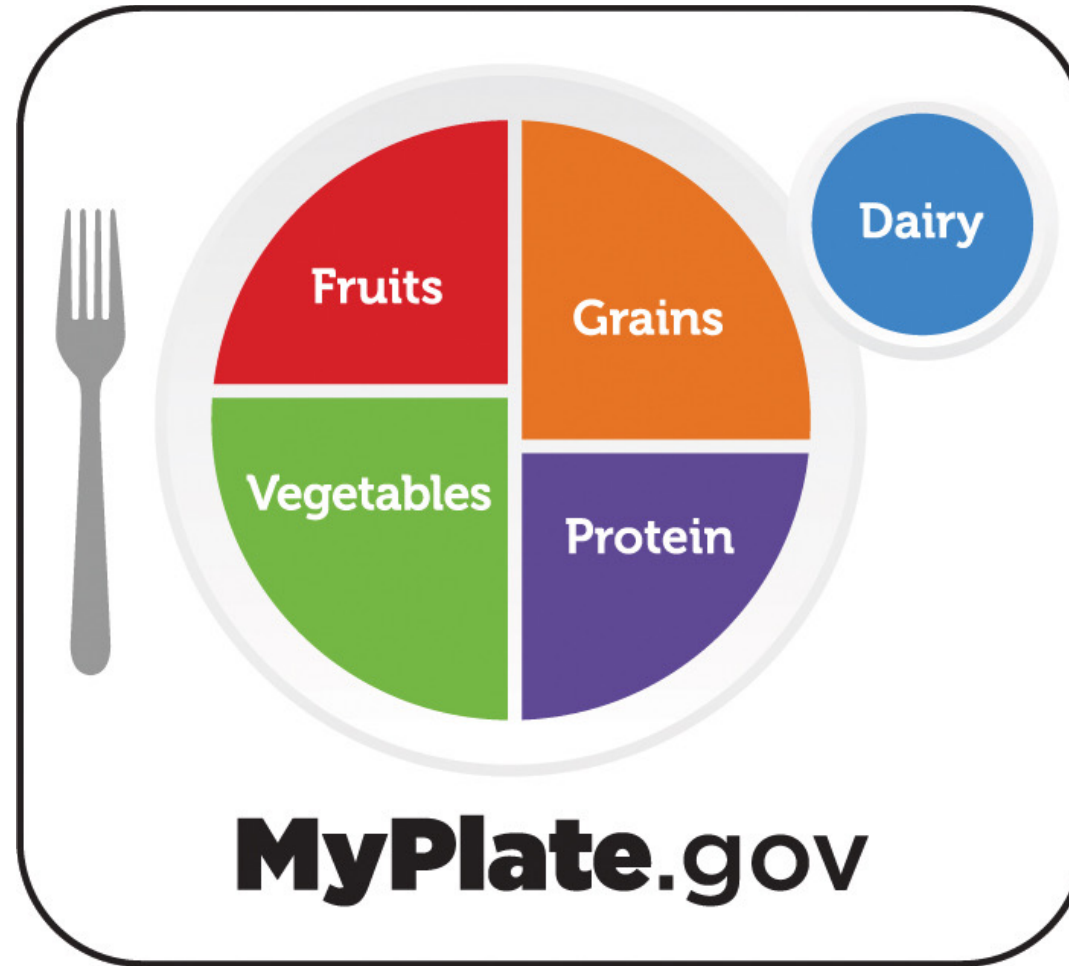 Fruits
Grains
Dairy
Vegetables
Protein
MyPlate.gov